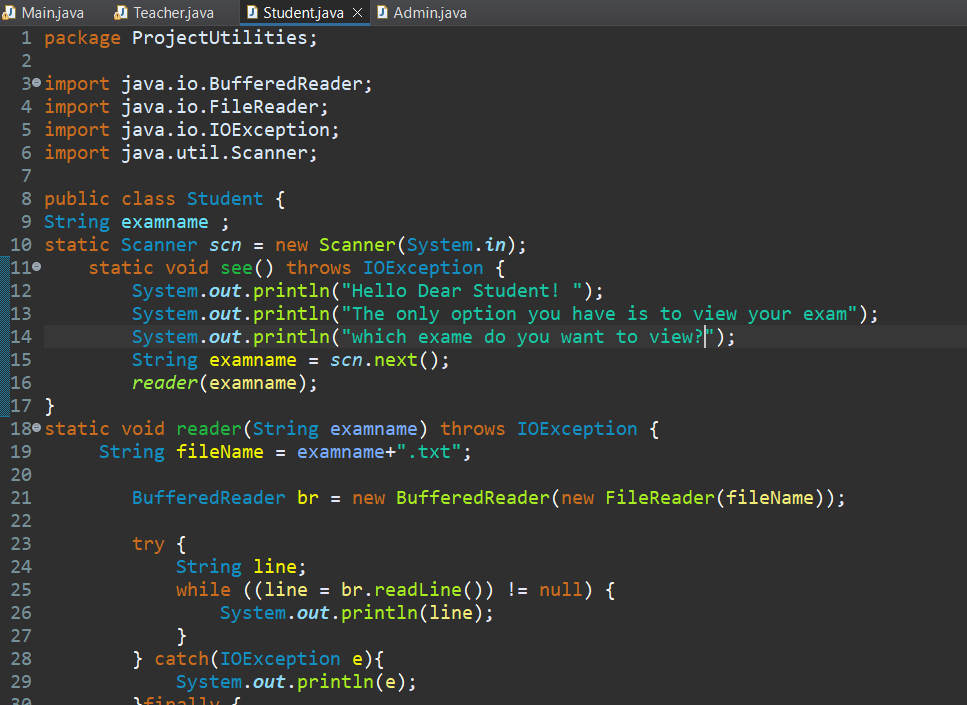 Main.java Teacher.java Student.java Admin.java
1 package ProjectUtilities;
2
3 import java.io.BufferedReader;
4 import java.io.FileReader;
5 import java.io.IOException;
6 import java.util.Scanner;
7
8 public class Student {
9 String examname ;
10 static Scanner scn = new Scanner(System.in);
11     static void see() throws IOException {
12         System.out.println("Hello Dear Student! ");
13         System.out.println("The only option you have is to view your exam");
14         System.out.println("which exame do you want to view?");
15         String examname = scn.next();
16         reader(examname);
17 }
18 static void reader(String examname) throws IOException {
19      String fileName = examname+".txt";
20
21         BufferedReader br = new BufferedReader(new FileReader(fileName));
22
23         try {
24             String line;
25             while ((line = br.readLine()) != null) {
26                 System.out.println(line);
27             }
28         } catch(IOException e){
29             System.out.println(e);
30         }finally {